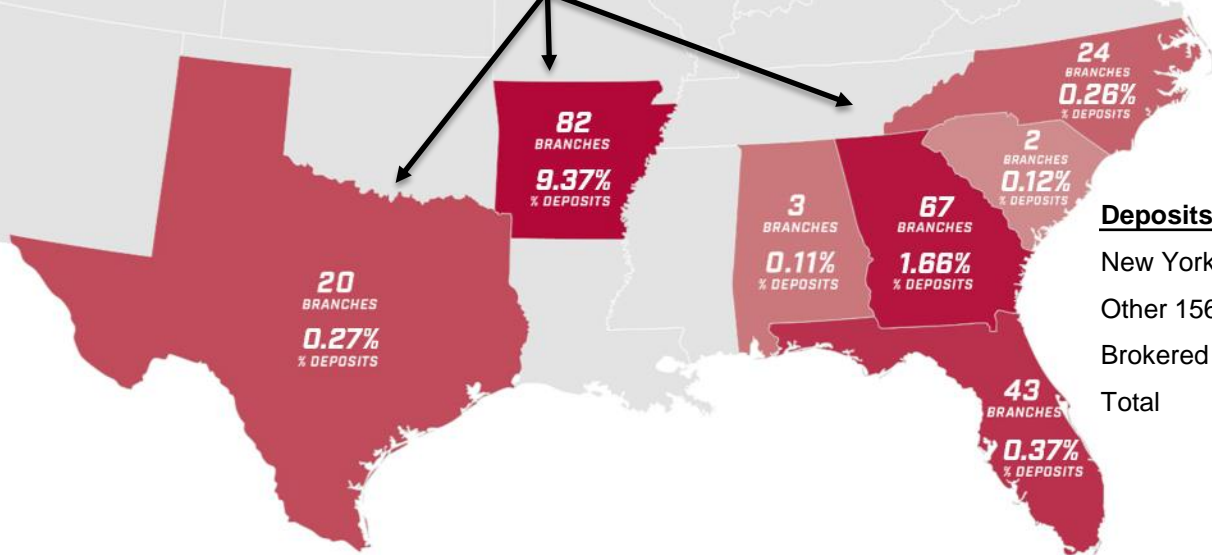 24
BRANCHES
0.26%
% DEPOSITS
82
BRANCHES
9.37%
% DEPOSITS
2
BRANCHES
0.12%
% DEPOSITS
3
BRANCHES
0.11%
% DEPOSITS
67
BRANCHES
1.66%
% DEPOSITS
20
BRANCHES
0.27%
% DEPOSITS
43
BRANCHES
0.37%
% DEPOSITS
Deposits
New York
Other 156
Brokered
Total